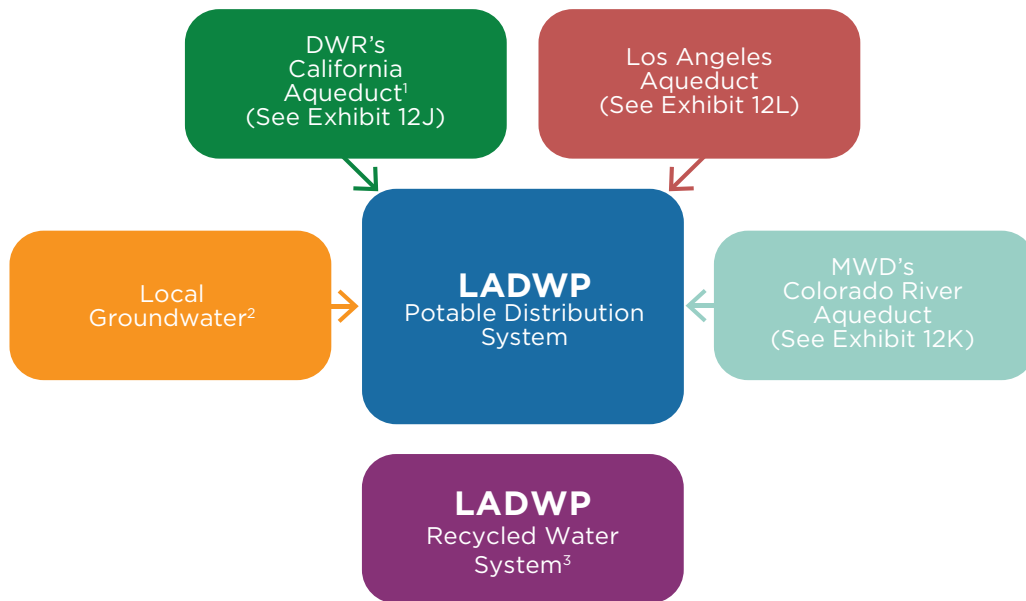 DWR’s
California
Aqueduct¹
(See Exhibit 12J)
Los Angeles
Aqueduct
(See Exhibit 12L)
Local
Groundwater²
LADWP
Potable Distribution
System
MWD’s
Colorado River
Aqueduct
(See Exhibit 12K)
LADWP
Recycled Water
System³